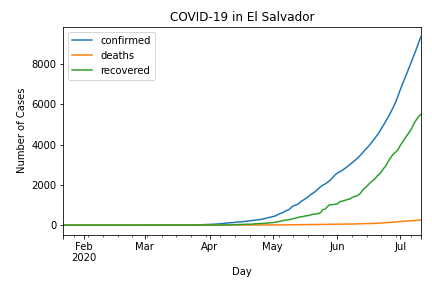 COVID-19 in El Salvador
confirmed
deaths
recovered
Number of Cases
8000
6000
4000
2000
0
Feb Mar Apr May Jun Jul
2020
Day